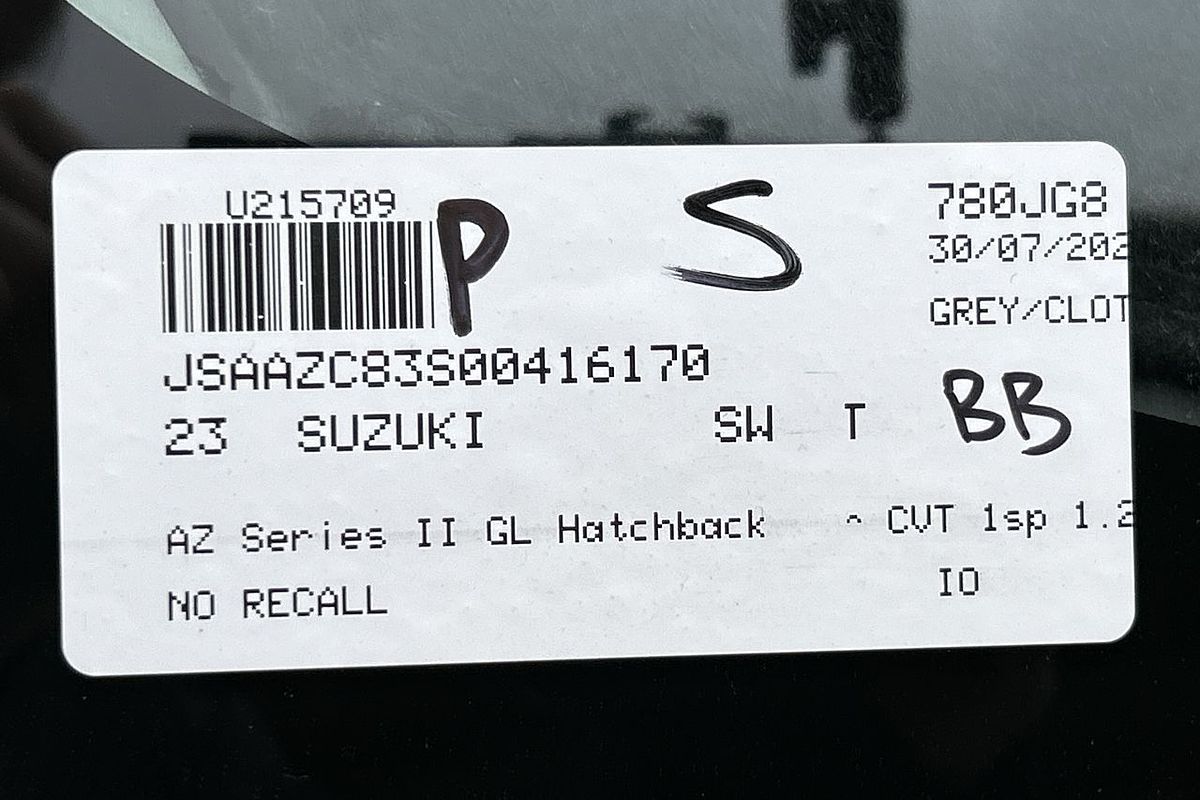 U215709 P S 780JG8
30/07/202
GREY/CLOT
JSAAZC83S00416170
23 SUZUKI SW T BB
AZ Series II GL Hatchback ^ CVT 1sp 1.2
NO RECALL IO